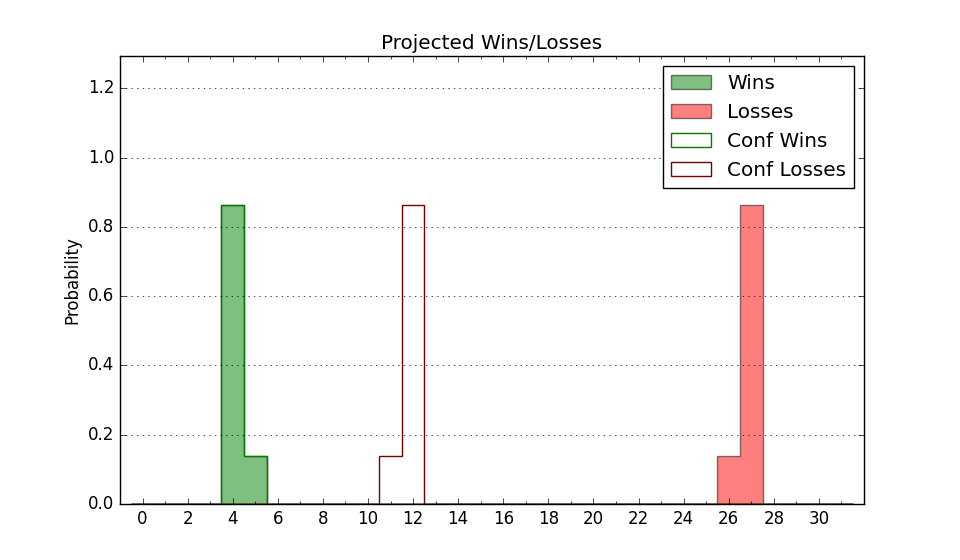 Projected Wins/Losses
Wins
Losses
Conf Wins
Conf Losses
Probability
1.2
1.0
0.8
0.6
0.4
0.2
0.0
0 2 4 6 8 10 12 14 16 18 20 22 24 26 28 30